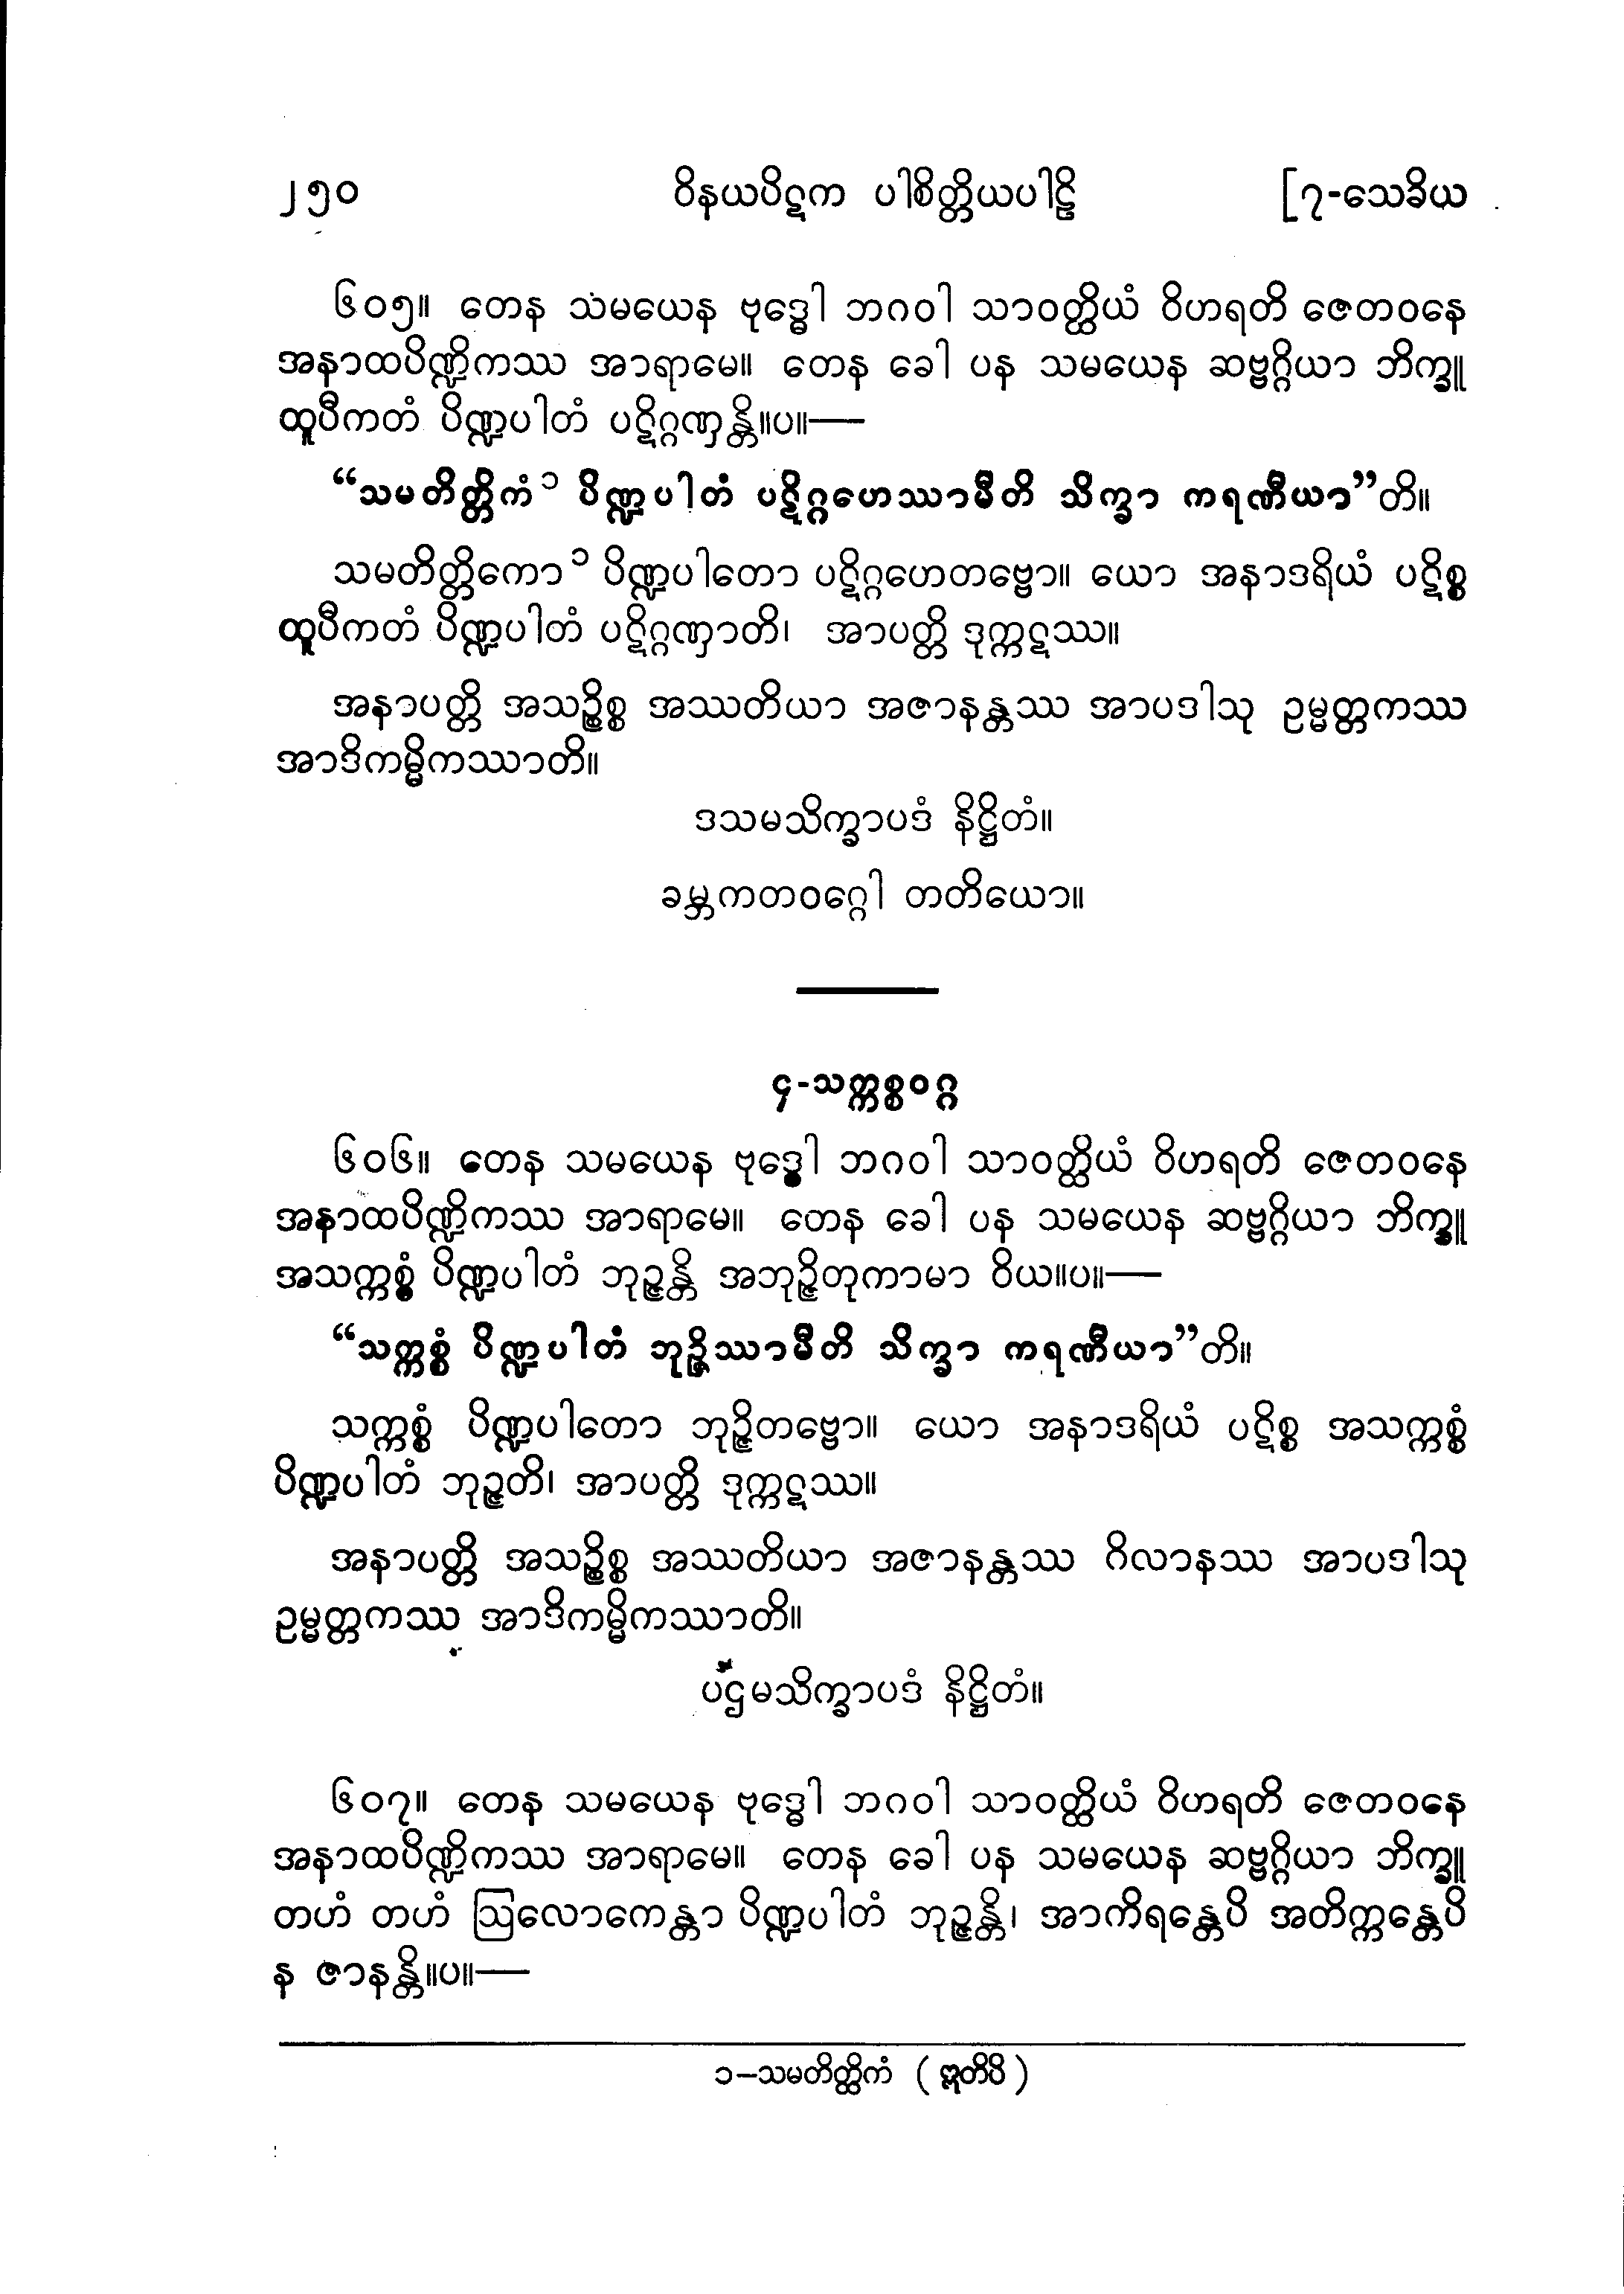 ၂၅၀ ဝိနယပိဋက ပါစိတ္တိယပါဠိ [၇-သေခိယ
၆၀၅။ တေန သမယေန ဗုဒ္ဓေါ ဘဂဝါ သာဝတ္ထိယံ ဝိဟရတိ ဇေတဝနေ
အနာထပိဏ္ဍိကဿ အာရာမေ။ တေန ခေါ ပန သမယေန ဆဗ္ဗဂ္ဂိယာ ဘိက္ခူ
ထူပီကတံ ပိဏ္ဍပါတံ ပဋိဂ္ဂဏှန္တိ။ပ။—
“သမတိတ္တိကံ ၁ ပိဏ္ဍပါတံ ပဋိဂ္ဂဟေဿာမီတိ သိက္ခာ ကရဏီယာ”တိ။
သမတိတ္တိကော ၁ ပိဏ္ဍပါတော ပဋိဂ္ဂဟေတဗ္ဗော။ ယော အနာဒရိယံ ပဋိစ္စ
ထူပီကတံ ပိဏ္ဍပါတံ ပဋိဂ္ဂဏှာတိ၊ အာပတ္တိ ဒုက္ကဋဿ။
အနာပတ္တိ အသဉ္စိစ္စ အဿတိယာ အဇာနန္တဿ အာပဒါသု ဥမ္မတ္တကဿ
အာဒိကမ္မိကဿာတိ။
ဒသမသိက္ခာပဒံ နိဋ္ဌိတံ။
ခမ္ဘကတဝဂ္ဂေါ တတိယော။
၄-သက္ကစ္စဝဂ္ဂ
၆၀၆။ တေန သမယေန ဗုဒ္ဓေါ ဘဂဝါ သာဝတ္ထိယံ ဝိဟရတိ ဇေတဝနေ
အနာထပိဏ္ဍိကဿ အာရာမေ။ တေန ခေါ ပန သမယေန ဆဗ္ဗဂ္ဂိယာ ဘိက္ခူ
အသက္ကစ္စံ ပိဏ္ဍပါတံ ဘုဉ္ဇန္တိ အဘုဉ္ဇိတုကာမာ ဝိယ။ပ။—
“သက္ကစ္စံ ပိဏ္ဍပါတံ ဘုဉ္ဇိဿာမီတိ သိက္ခာ ကရဏီယာ”တိ။
သက္ကစ္စံ ပိဏ္ဍပါတော ဘုဉ္ဇိတဗ္ဗော။ ယော အနာဒရိယံ ပဋိစ္စ အသက္ကစ္စံ
ပိဏ္ဍပါတံ ဘုဉ္ဇတိ၊ အာပတ္တိ ဒုက္ကဋဿ။
အနာပတ္တိ အသဉ္စိစ္စ အဿတိယာ အဇာနန္တဿ ဂိလာနဿ အာပဒါသု
ဥမ္မတ္တကဿ အာဒိကမ္မိကဿာတိ။
ပဌမသိက္ခာပဒံ နိဋ္ဌိတံ။
၆၀၇။ တေန သမယေန ဗုဒ္ဓေါ ဘဂဝါ သာဝတ္ထိယံ ဝိဟရတိ ဇေတဝနေ
အနာထပိဏ္ဍိကဿ အာရာမေ။ တေန ခေါ ပန သမယေန ဆဗ္ဗဂ္ဂိယာ ဘိက္ခူ
တဟံ တဟံ ဩလောကေန္တာ ပိဏ္ဍပါတံ ဘုဉ္ဇန္တိ၊ အာကိရန္တေပိ အတိက္ကန္တေပိ
န ဇာနန္တိ။ပ။—
၁–သမတိတ္ထိကံ (ဣတိပိ)